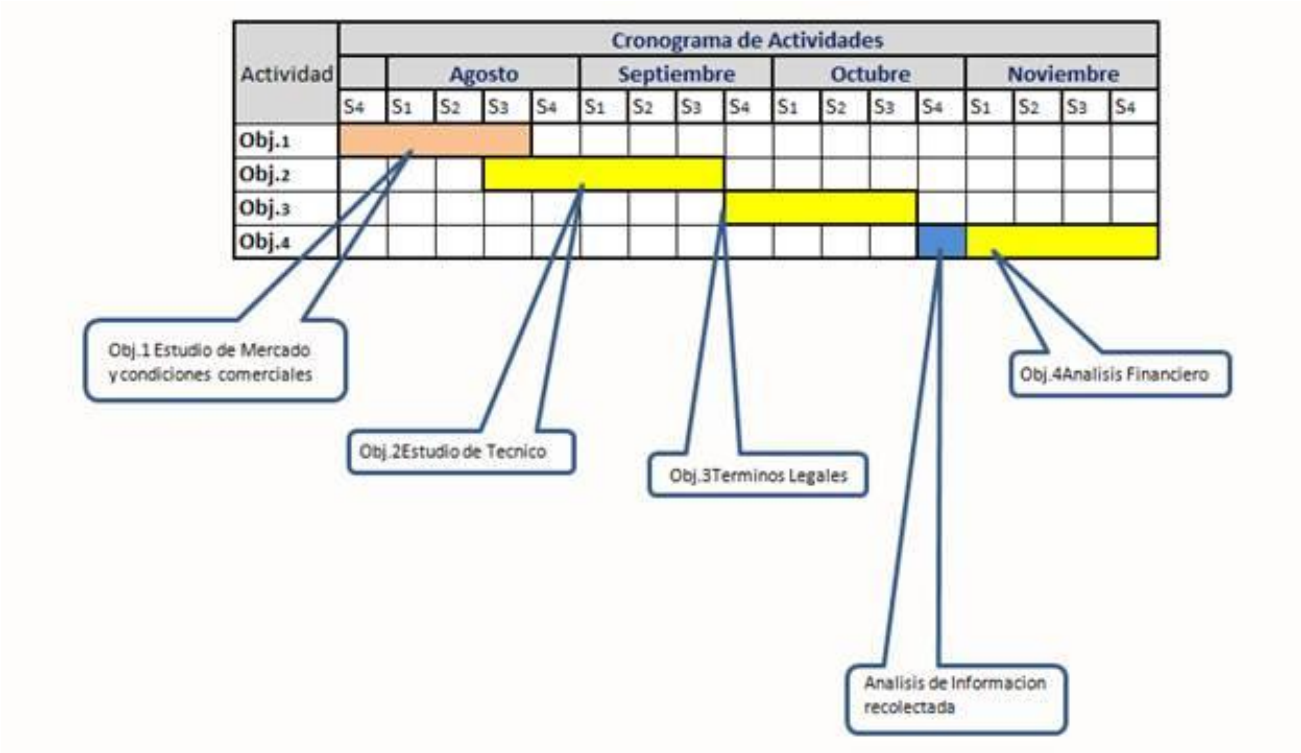 Cronograma de Actividades
Actividad Agosto Septiembre Octubre Noviembre
S4 S1 S2 S3 S4 S1 S2 S3 S4 S1 S2 S3 S4 S1 S2 S3 S4
Obj.1
Obj.2
Obj.3
Obj.4
Obj.1 Estudio de Mercado
y condiciones comerciales
Obj.4Analisis Financiero
Obj.2Estudio de Tecnico
Obj.3Terminos Legales
Analisis de Informacion
recolectada